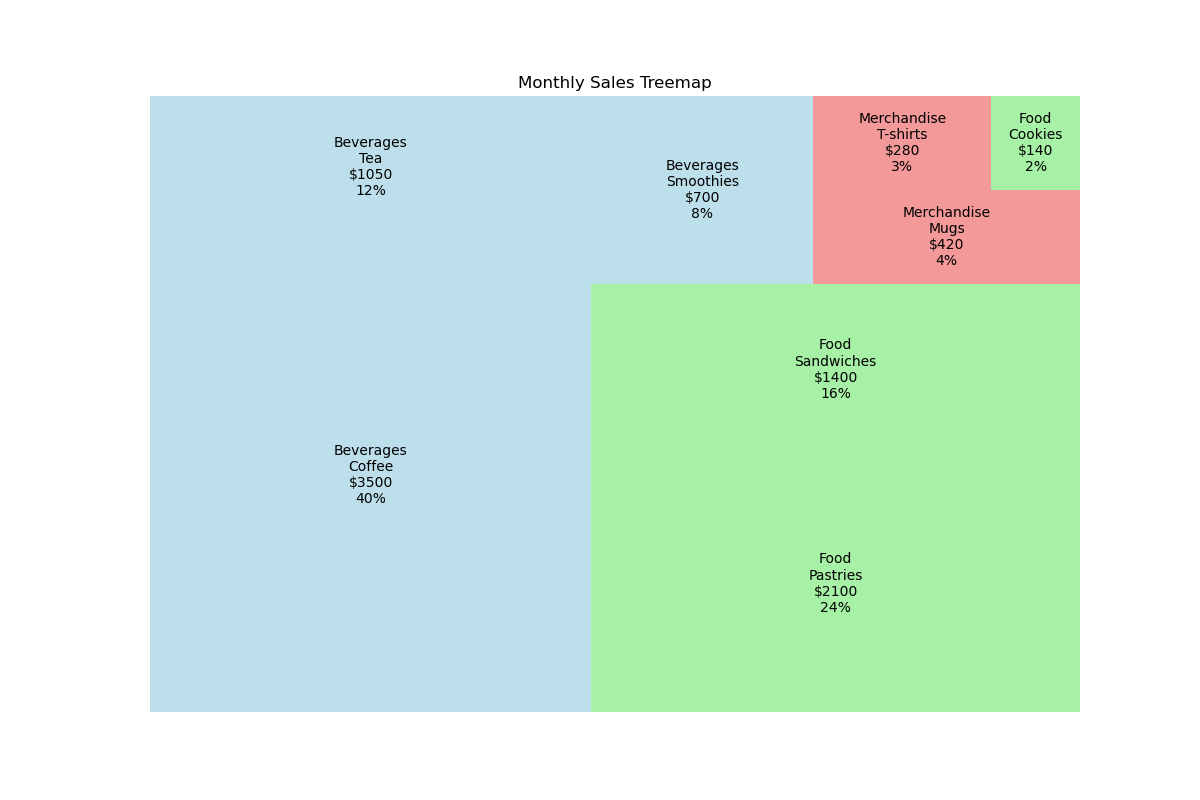 Monthly Sales Treemap
Beverages
Tea
$1050
12%
Beverages
Smoothies
$700
8%
Merchandise
T-shirts
$280
3%
Food
Cookies
$140
2%
Merchandise
Mugs
$420
4%
Food
Sandwiches
$1400
16%
Beverages
Coffee
$3500
40%
Food
Pastries
$2100
24%